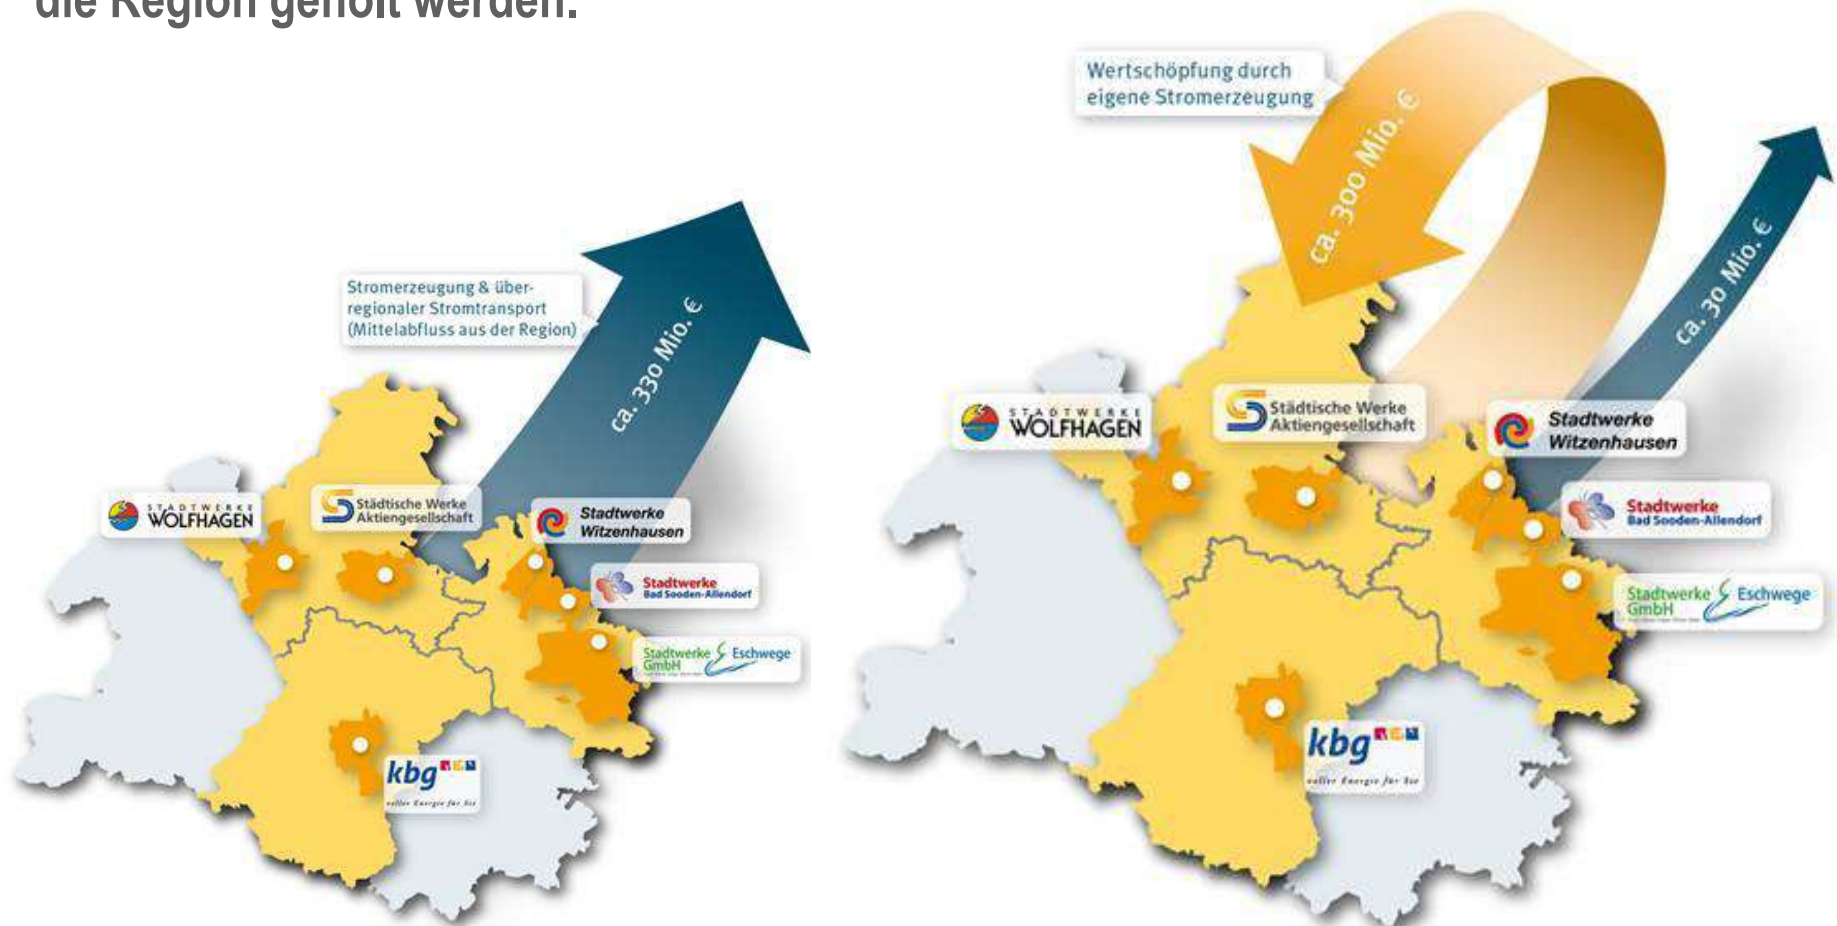 die Region geholt werden.
Stromerzeugung & über-
regionaler Stromtransport
(Mittelabfluss aus der Region)
ca. 330 Mio. €
STADTWERKE
WOLFHAGEN
Städtische Werke
Aktiengesellschaft
Stadtwerke
Witzenhausen
Stadtwerke
Bad Sooden-Allendorf
Stadtwerke Eschwege
GmbH
kbg
voller Energie für Sie
Wertschöpfung durch
eigene Stromerzeugung
ca. 300 Mio. €
ca. 30 Mio. €
STADTWERKE
WOLFHAGEN
Städtische Werke
Aktiengesellschaft
Stadtwerke
Witzenhausen
Stadtwerke
Bad Sooden-Allendorf
Stadtwerke Eschwege
GmbH
kbg
voller Energie für Sie